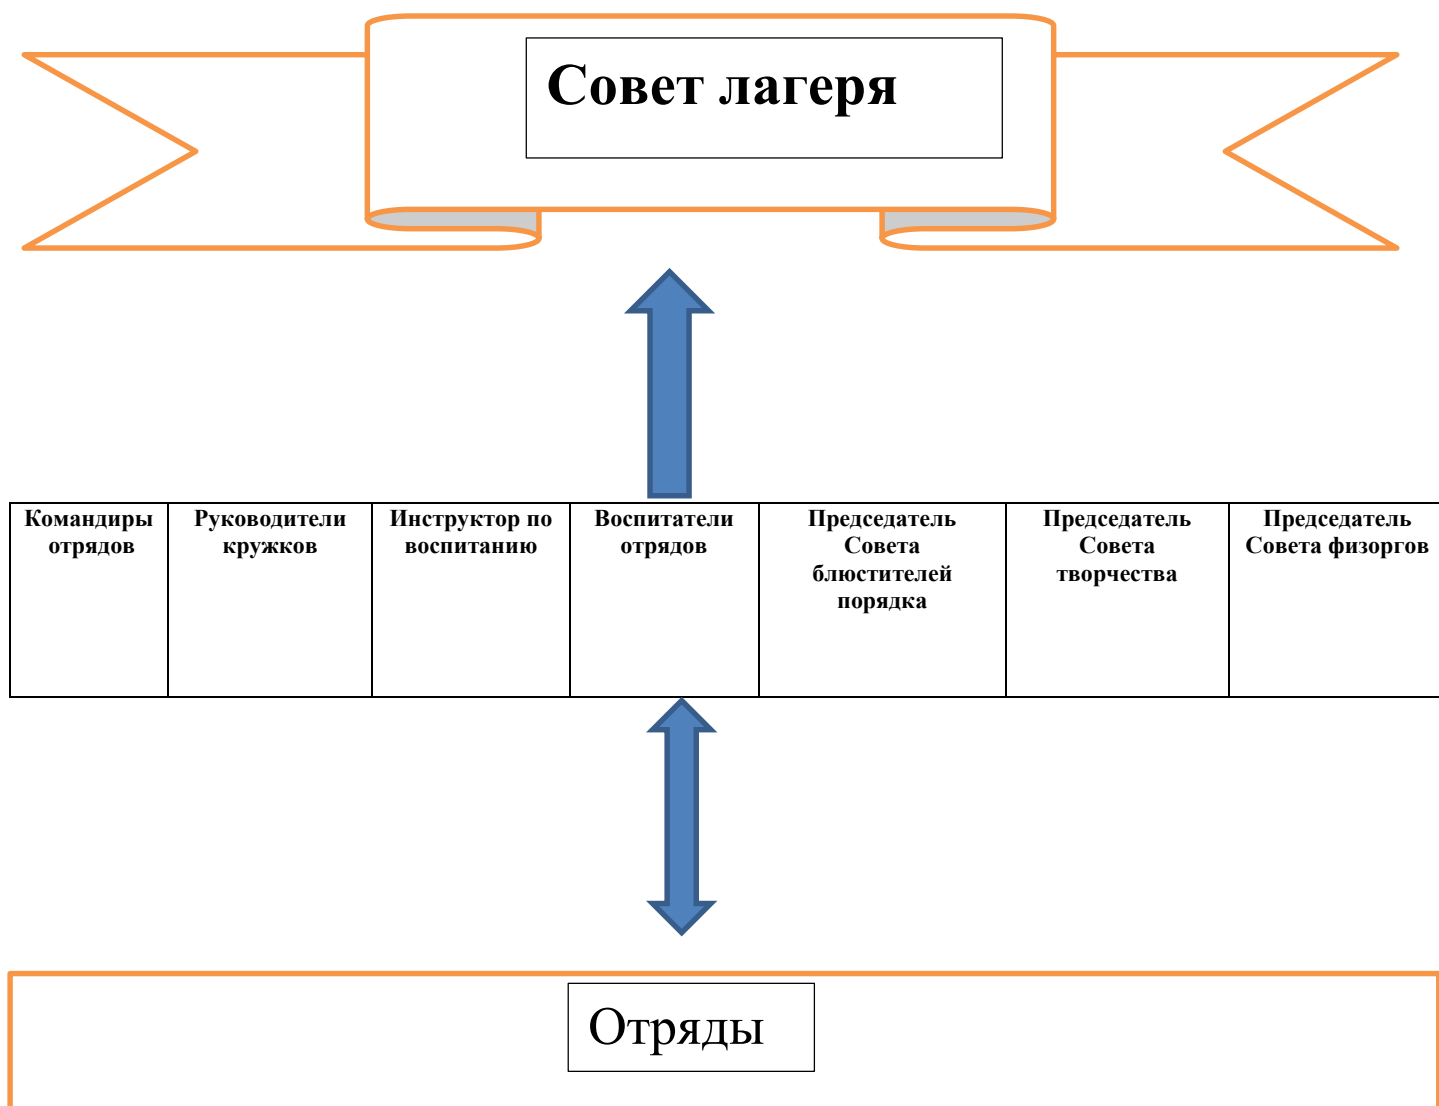 Совет лагеря
Командиры
отрядов
Руководители
кружков
Инструктор по
воспитанию
Воспитатели
отрядов
Председатель
Совета
блюстителей
порядка
Председатель
Совета
творчества
Председатель
Совета физоргов
Отряды